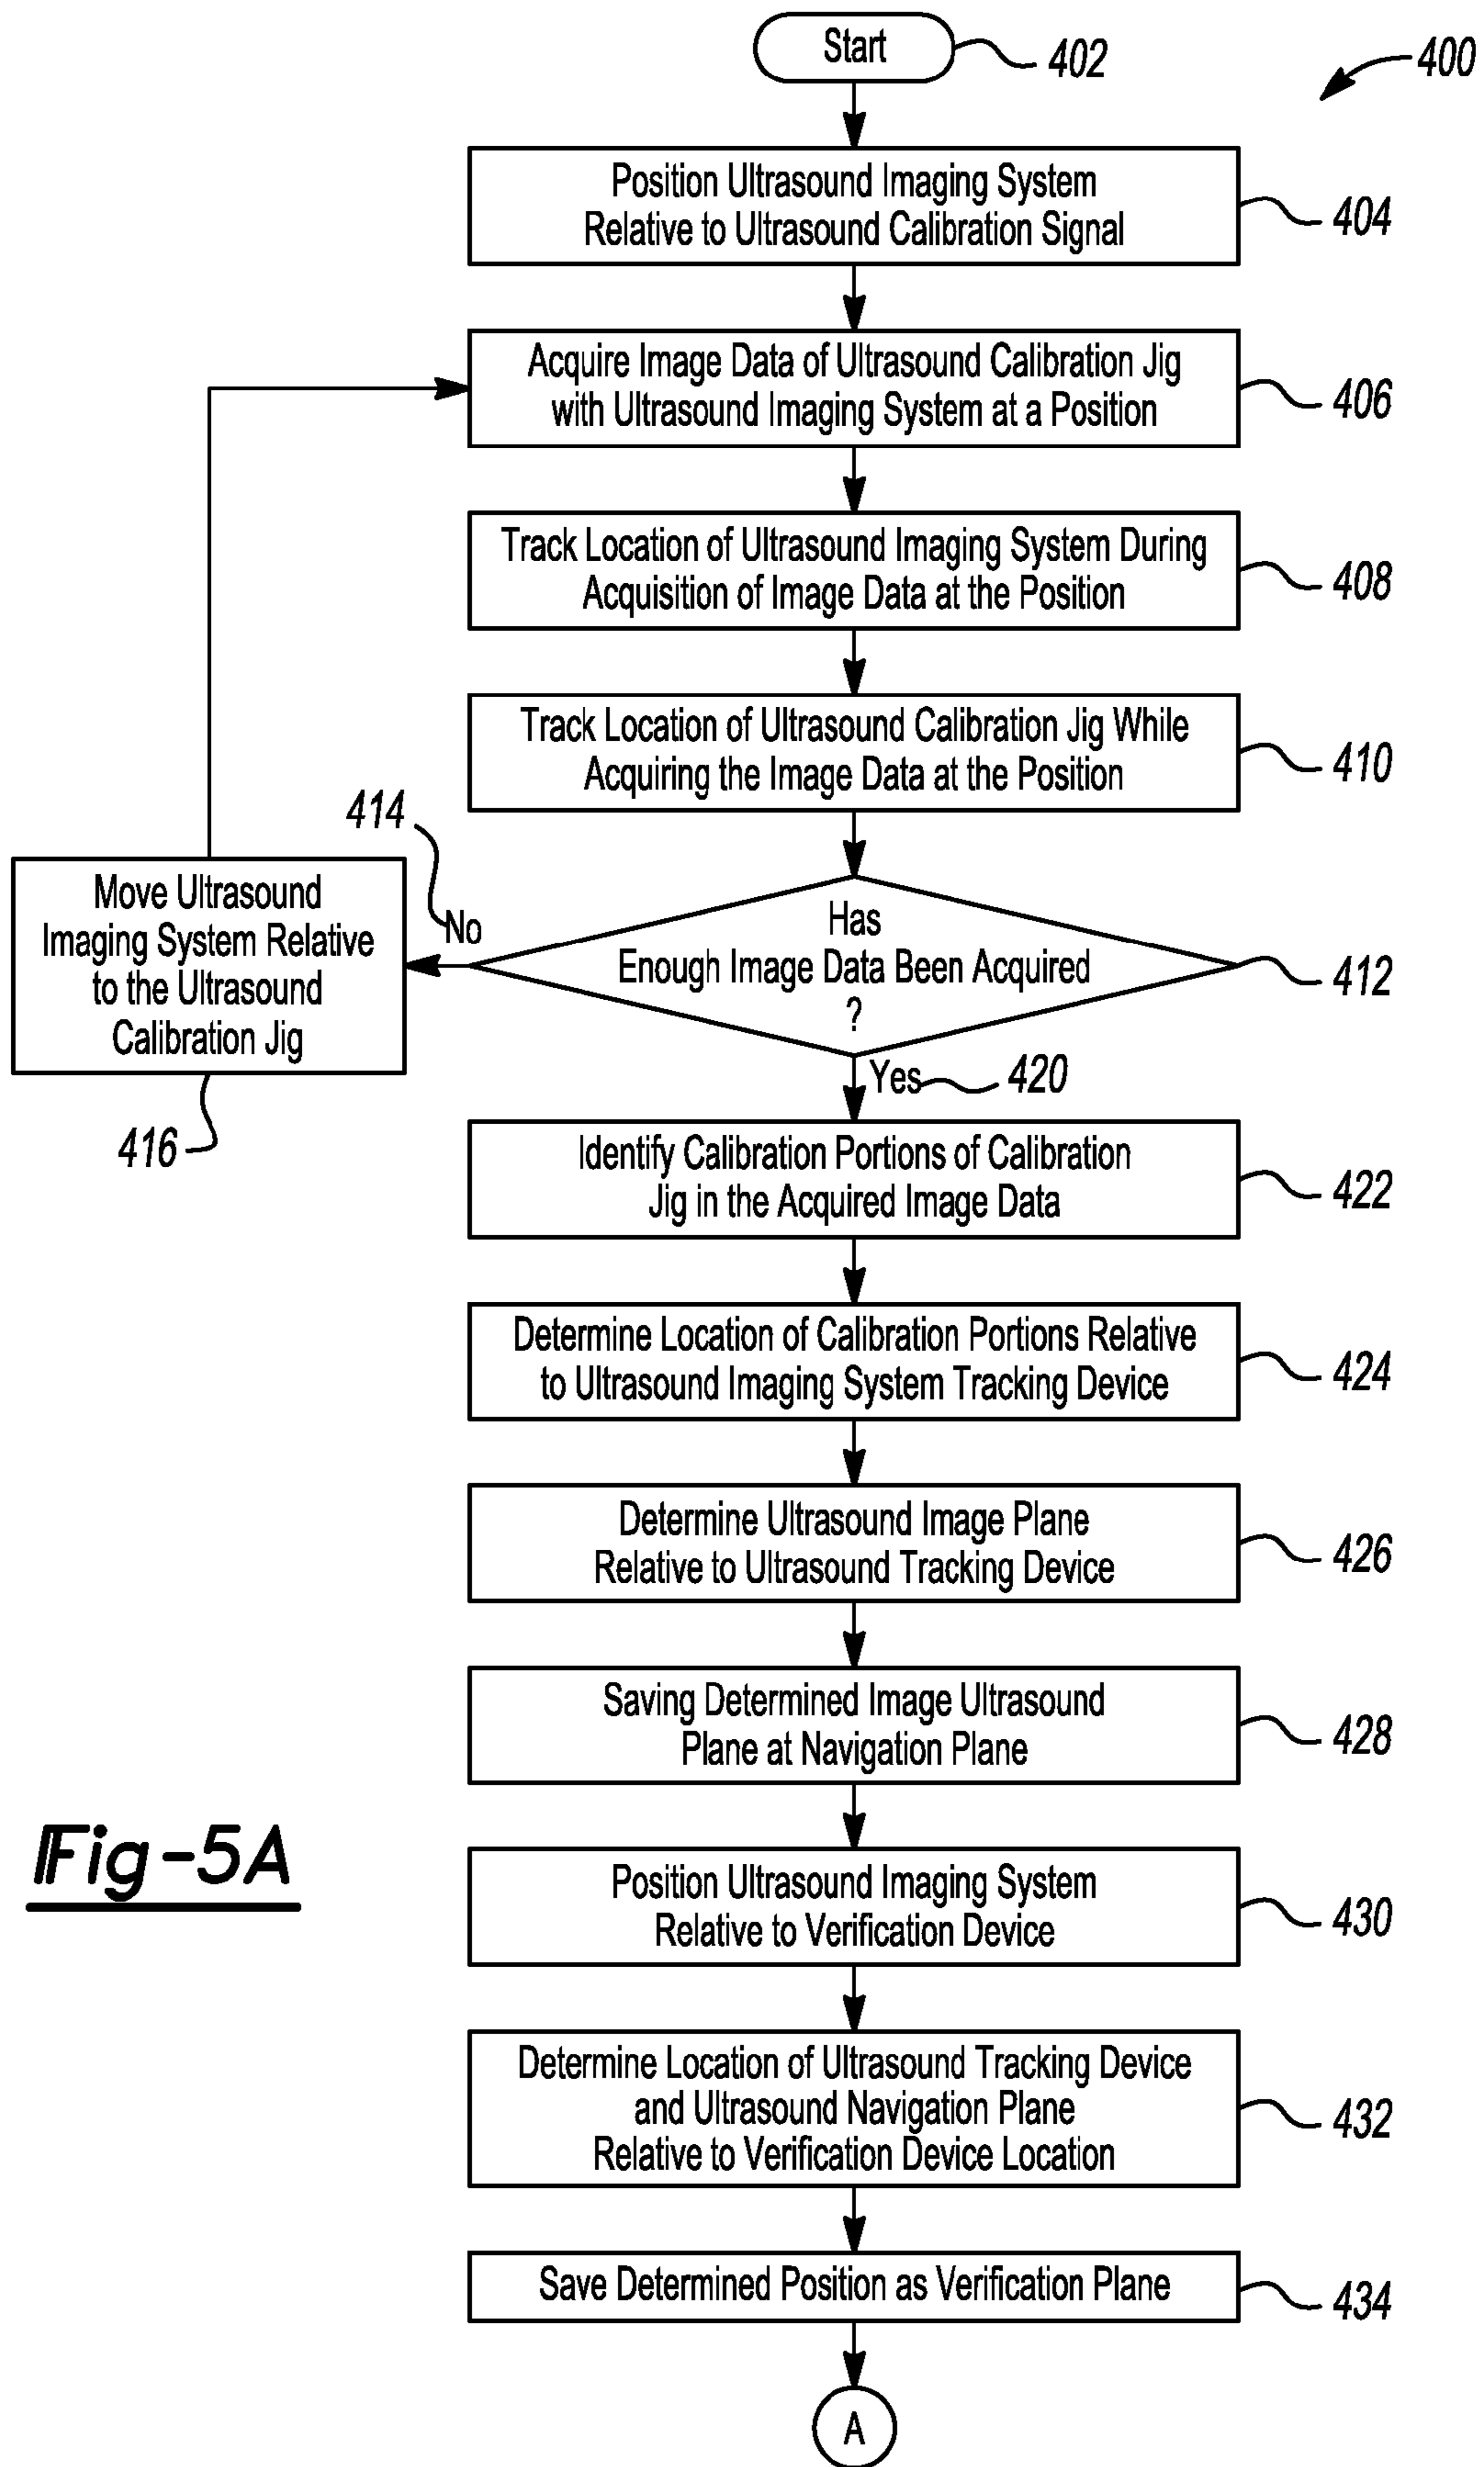 Start
402
400
Position Ultrasound Imaging System
Relative to Ultrasound Calibration Signal
404
Acquire Image Data of Ultrasound Calibration Jig
with Ultrasound Imaging System at a Position
406
Track Location of Ultrasound Imaging System During
Acquisition of Image Data at the Position
408
Track Location of Ultrasound Calibration Jig While
Acquiring the Image Data at the Position
410
414
No
Move Ultrasound
Imaging System Relative
to the Ultrasound
Calibration Jig
416
Has
Enough Image Data Been Acquired
?
412
Yes
420
Identify Calibration Portions of Calibration
Jig in the Acquired Image Data
422
Determine Location of Calibration Portions Relative
to Ultrasound Imaging System Tracking Device
424
Determine Ultrasound Image Plane
Relative to Ultrasound Tracking Device
426
Saving Determined Image Ultrasound
Plane at Navigation Plane
428
Fig-5A
Position Ultrasound Imaging System
Relative to Verification Device
430
Determine Location of Ultrasound Tracking Device
and Ultrasound Navigation Plane
Relative to Verification Device Location
432
Save Determined Position as Verification Plane
434
A